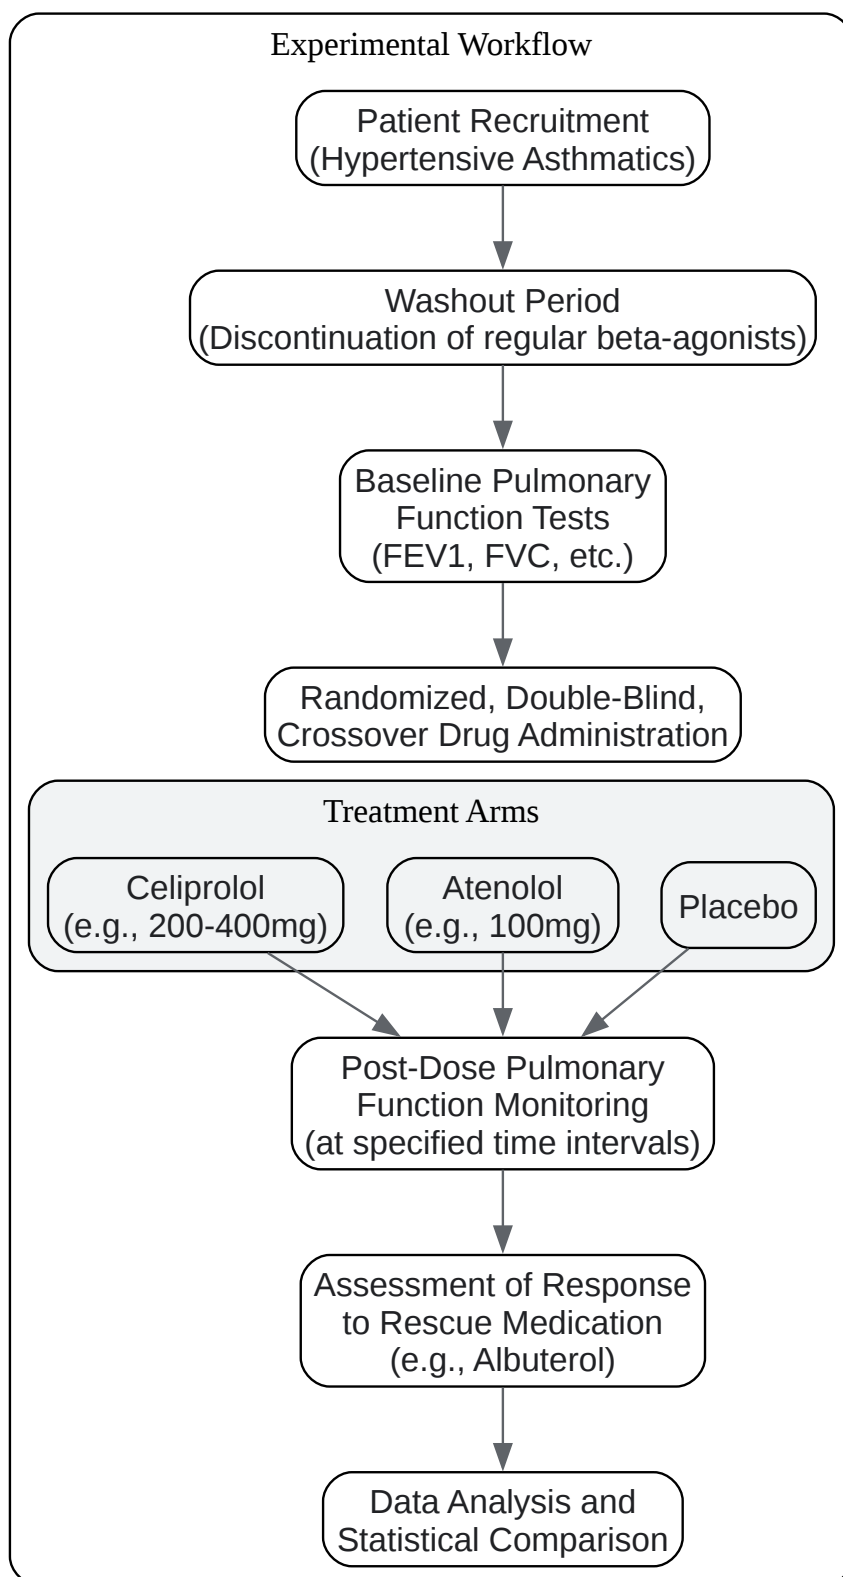 Experimental Workflow
Patient Recruitment
(Hypertensive Asthmatics)
Washout Period
(Discontinuation of regular beta-agonists)
Baseline Pulmonary
Function Tests
(FEV1, FVC, etc.)
Randomized, Double-Blind,
Crossover Drug Administration
Treatment Arms
Celiprolol
(e.g., 200-400mg)
Atenolol
(e.g., 100mg)
Placebo
Post-Dose Pulmonary
Function Monitoring
(at specified time intervals)
Assessment of Response
to Rescue Medication
(e.g., Albuterol)
Data Analysis and
Statistical Comparison